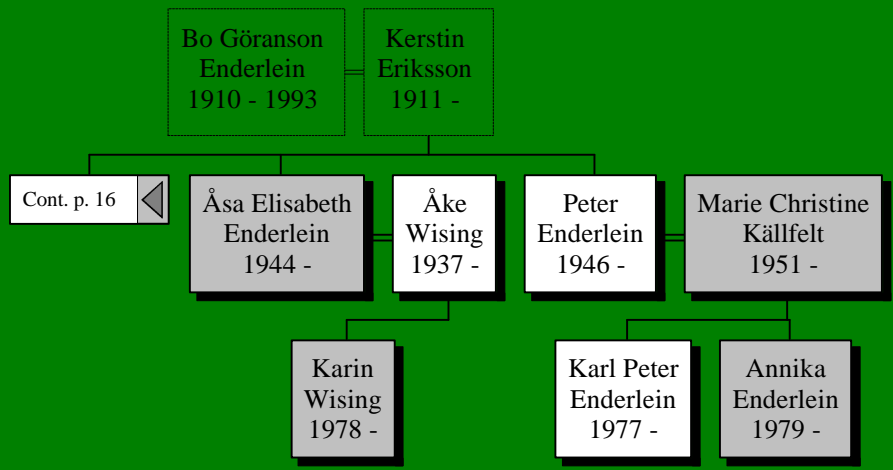 Bo Göranson
Enderlein
1910 - 1993
Kerstin
Eriksson
1911 -
Cont. p. 16
Åsa Elisabeth
Enderlein
1944 -
Åke
Wising
1937 -
Peter
Enderlein
1946 -
Marie Christine
Källfelt
1951 -
Karin
Wising
1978 -
Karl Peter
Enderlein
1977 -
Annika
Enderlein
1979 -